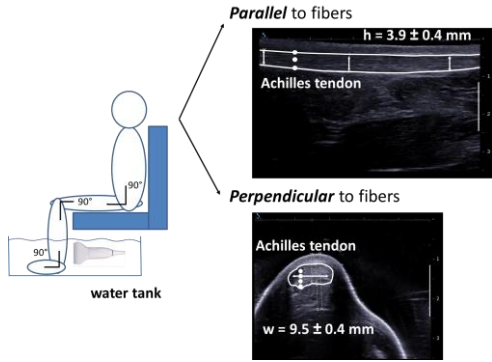 Parallel to fibers
h = 3.9 ± 0.4 mm
Achilles tendon
90°
90°
90°
water tank
Perpendicular to fibers
Achilles tendon
w = 9.5 ± 0.4 mm